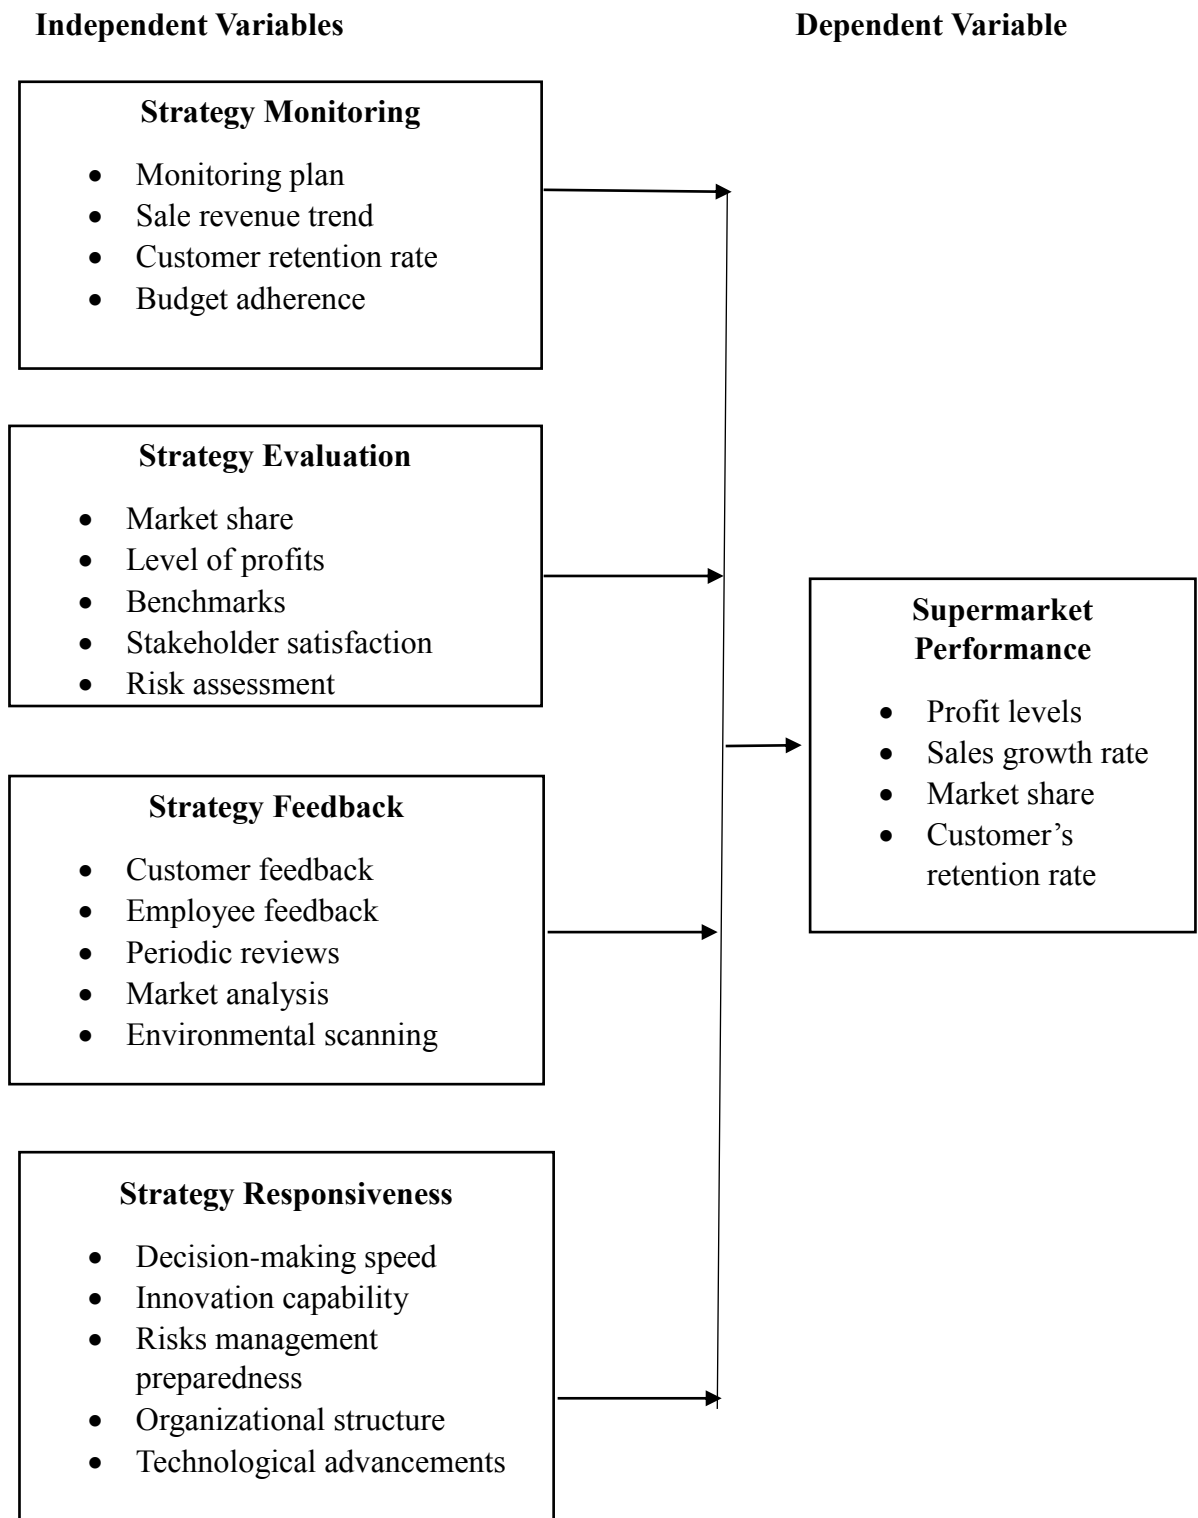 Independent Variables
Dependent Variable
Strategy Monitoring
• Monitoring plan
• Sale revenue trend
• Customer retention rate
• Budget adherence
Strategy Evaluation
• Market share
• Level of profits
• Benchmarks
• Stakeholder satisfaction
• Risk assessment
Strategy Feedback
• Customer feedback
• Employee feedback
• Periodic reviews
• Market analysis
• Environmental scanning
Strategy Responsiveness
• Decision-making speed
• Innovation capability
• Risks management
preparedness
• Organizational structure
• Technological advancements
Supermarket
Performance
• Profit levels
• Sales growth rate
• Market share
• Customer’s
retention rate